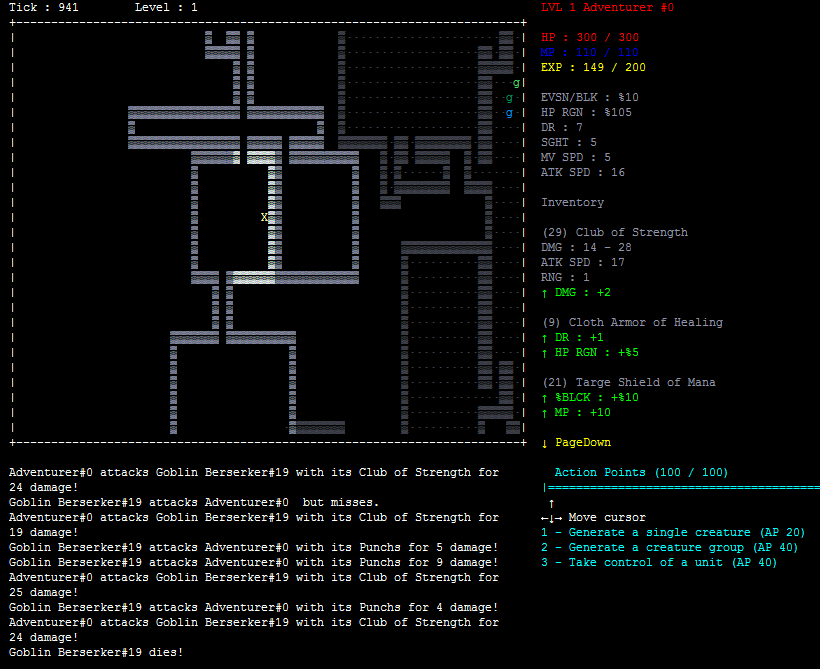 Tick : 941 Level : 1
LVL 1 Adventurer #0
HP : 300 / 300
MP : 110 / 110
EXP : 149 / 200
g
g
g
EVSN/BLK : %10
HP RGN : %105
DR : 7
SGHT : 5
MV SPD : 5
ATK SPD : 16
Inventory
X
(29) Club of Strength
DMG : 14 - 28
ATK SPD : 17
RNG : 1
↑ DMG : +2
(9) Cloth Armor of Healing
↑ DR : +1
↑ HP RGN : +%5
(21) Targe Shield of Mana
↑ %BLCK : +%10
↑ MP : +10
↓ PageDown
Adventurer#0 attacks Goblin Berserker#19 with its Club of Strength for
24 damage!
Goblin Berserker#19 attacks Adventurer#0  but misses.
Adventurer#0 attacks Goblin Berserker#19 with its Club of Strength for
19 damage!
Goblin Berserker#19 attacks Adventurer#0 with its Punchs for 5 damage!
Goblin Berserker#19 attacks Adventurer#0 with its Punchs for 9 damage!
Adventurer#0 attacks Goblin Berserker#19 with its Club of Strength for
25 damage!
Goblin Berserker#19 attacks Adventurer#0 with its Punchs for 4 damage!
Adventurer#0 attacks Goblin Berserker#19 with its Club of Strength for
24 damage!
Goblin Berserker#19 dies!
Action Points (100 / 100)
↑
←↓→ Move cursor
1 - Generate a single creature (AP 20)
2 - Generate a creature group (AP 40)
3 - Take control of a unit (AP 40)